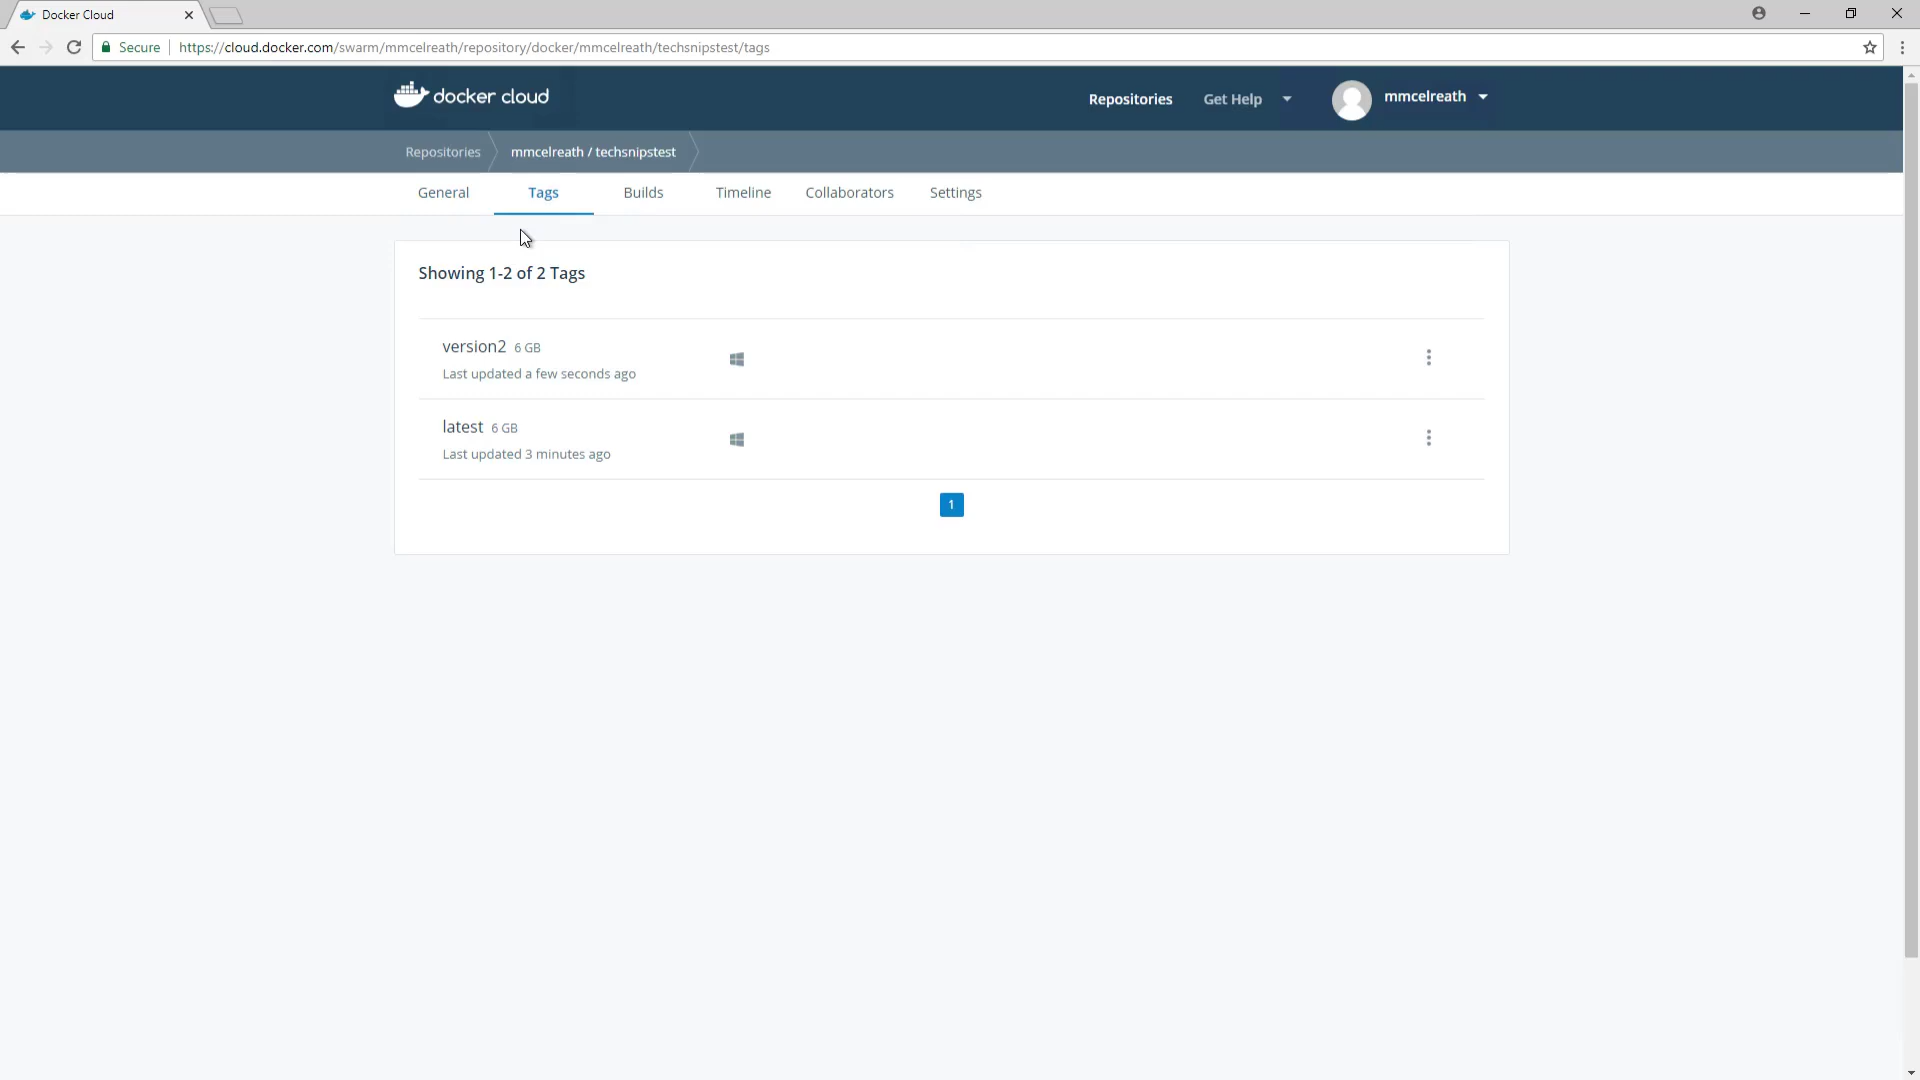 Docker Cloud
Secure https://cloud.docker.com/swarm/mmcelreath/repository/docker/mmcelreath/techsnipstest/tags
docker cloud Repositories Get Help mmcelreath
Repositories mmcelreath / techsnipstest
General Tags Builds Timeline Collaborators Settings
Showing 1-2 of 2 Tags
version2 6 GB
Last updated a few seconds ago
latest 6 GB
Last updated 3 minutes ago
1